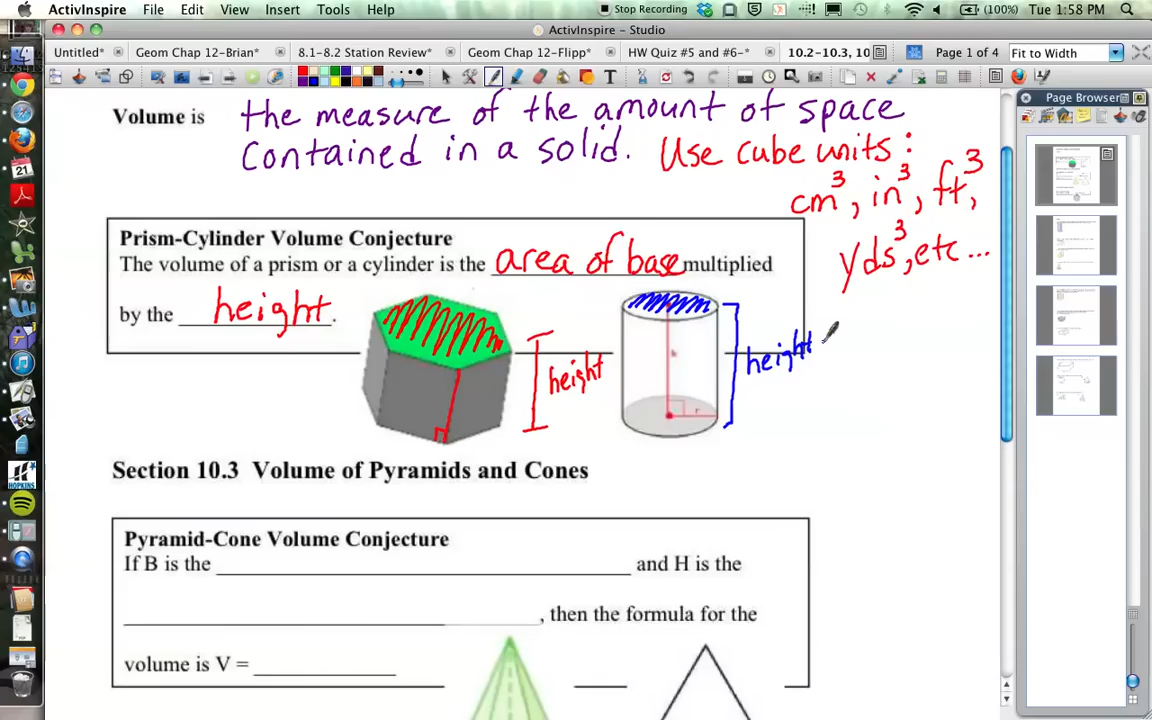 ActivInspire File Edit View Insert Tools Help Stop Recording (100%) Tue 1:58 PM
ActivInspire - Studio
Untitled* Geom Chap 12-Brian* 8.1-8.2 Station Review* Geom Chap 12-Flipp* HW Quiz #5 and #6-* 10.2-10.3, 10 Page 1 of 4 Fit to Width
Page Browser
Volume is the measure of the amount of space
contained in a solid. Use cube units:
cm³, in³, ft³,
yds³, etc...
Prism-Cylinder Volume Conjecture
The volume of a prism or a cylinder is the area of base multiplied
by the height.
height
h
r
height
Section 10.3 Volume of Pyramids and Cones
Pyramid-Cone Volume Conjecture
If B is the ______ and H is the
______, then the formula for the
volume is V = ______
21
HOPKINS